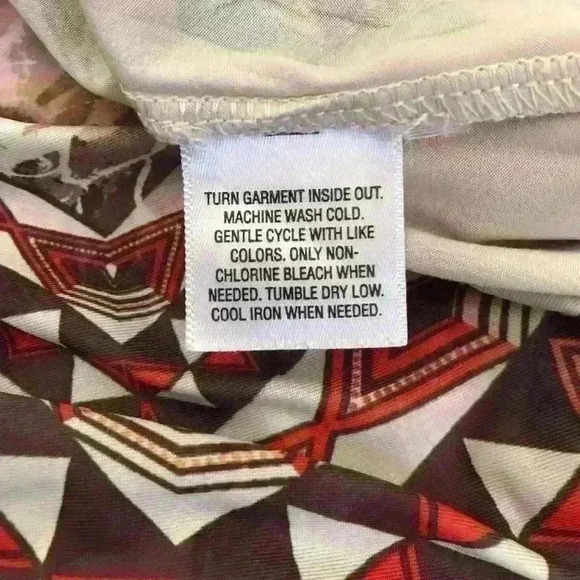 TURN GARMENT INSIDE OUT.
MACHINE WASH COLD.
GENTLE CYCLE WITH LIKE
COLORS. ONLY NON-
CHLORINE BLEACH WHEN
NEEDED. TUMBLE DRY LOW.
COOL IRON WHEN NEEDED.